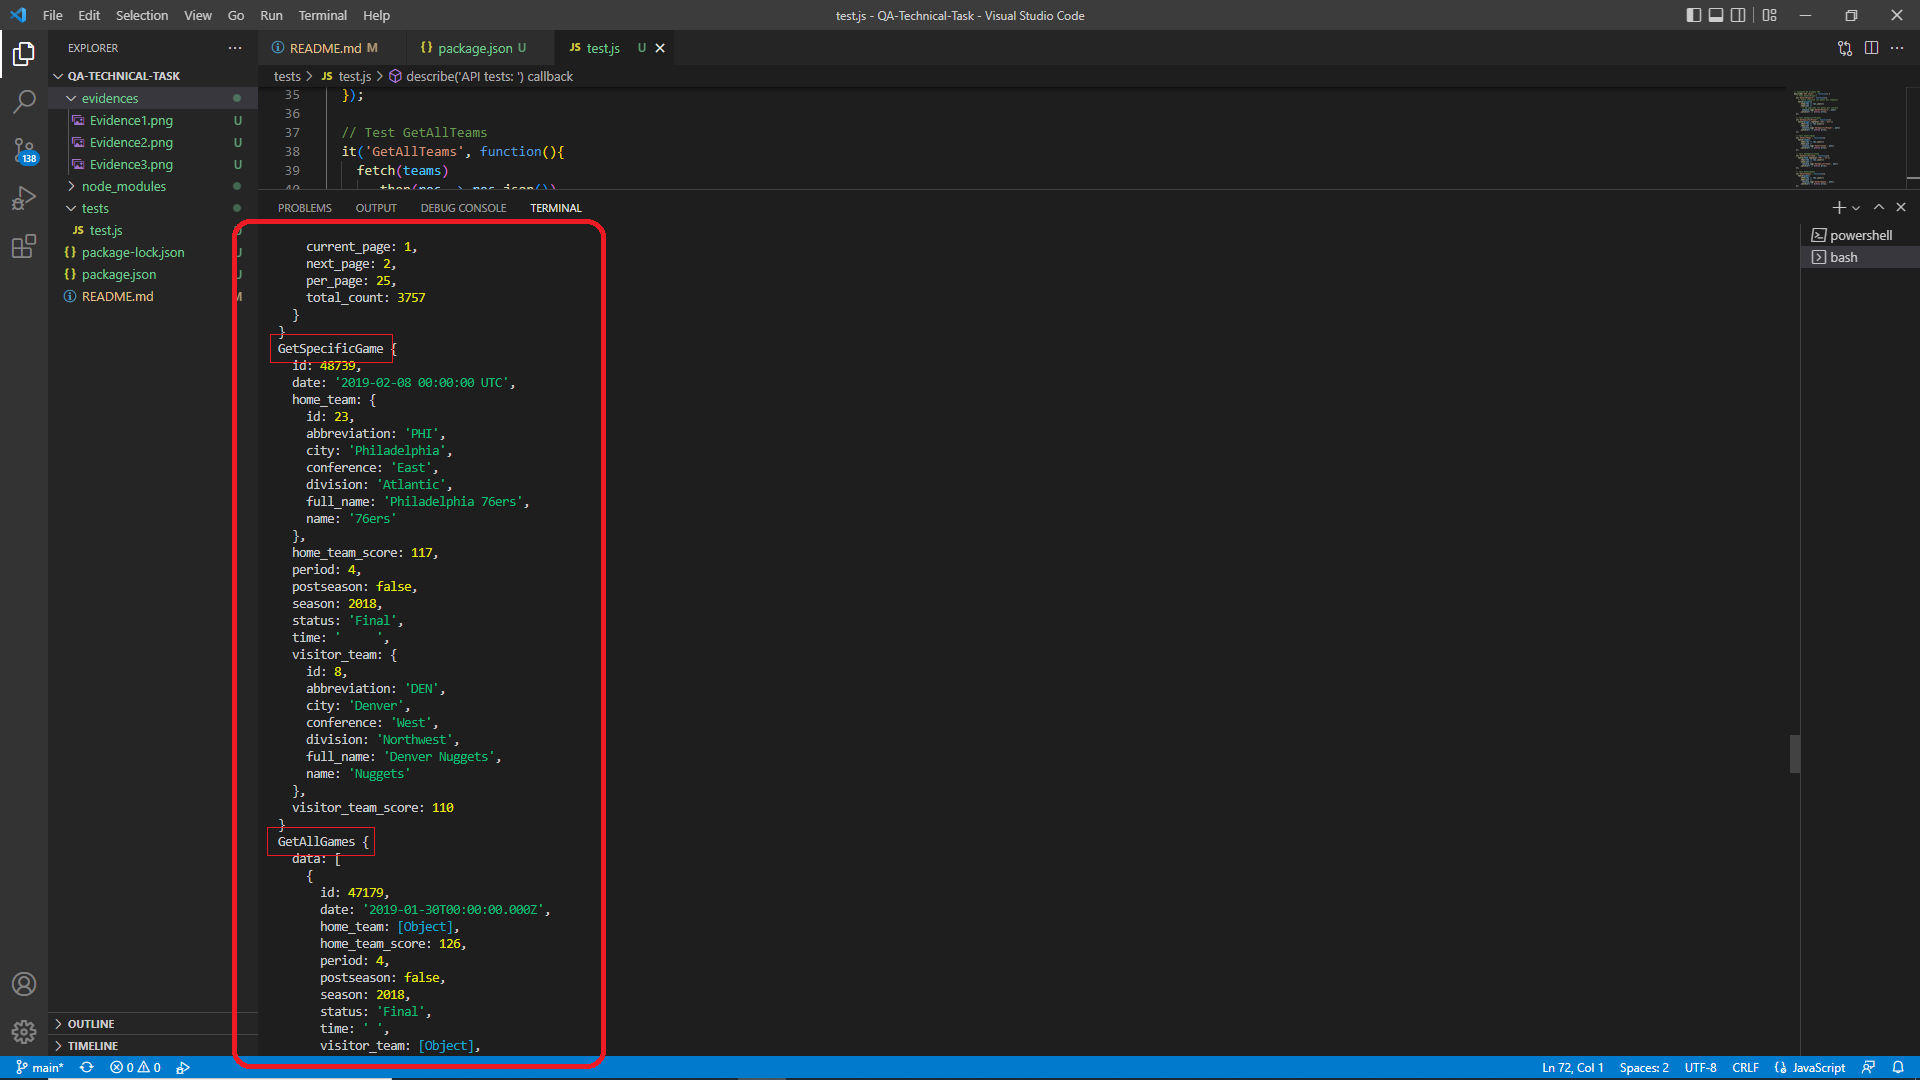 File Edit Selection View Go Run Terminal Help
test.js - QA-Technical-Task - Visual Studio Code
EXPLORER
QA-TECHNICAL-TASK
evidences
Evidence1.png U
Evidence2.png U
Evidence3.png U
node_modules
tests
JS test.js U
{} package-lock.json U
{} package.json U
README.md M
OUTLINE
TIMELINE
138
README.md M
{} package.json U
JS test.js U
tests > JS test.js > describe('API tests: ') callback
35 });
36
37 // Test GetAllTeams
38 it('GetAllTeams', function(){
39 fetch(teams)
40 .then(res => res.json())
PROBLEMS OUTPUT DEBUG CONSOLE TERMINAL
powershell
bash
current_page: 1,
next_page: 2,
per_page: 25,
total_count: 3757
}
}
GetSpecificGame {
id: 48739,
date: '2019-02-08 00:00:00 UTC',
home_team: {
id: 23,
abbreviation: 'PHI',
city: 'Philadelphia',
conference: 'East',
division: 'Atlantic',
full_name: 'Philadelphia 76ers',
name: '76ers'
},
home_team_score: 117,
period: 4,
postseason: false,
season: 2018,
status: 'Final',
time: '     ',
visitor_team: {
id: 8,
abbreviation: 'DEN',
city: 'Denver',
conference: 'West',
division: 'Northwest',
full_name: 'Denver Nuggets',
name: 'Nuggets'
},
visitor_team_score: 110
}
GetAllGames {
data: [
{
id: 47179,
date: '2019-01-30T00:00:00.000Z',
home_team: [Object],
home_team_score: 126,
period: 4,
postseason: false,
season: 2018,
status: 'Final',
time: ' ',
visitor_team: [Object],
main* 0 0
Ln 72, Col 1 Spaces: 2 UTF-8 CRLF {} JavaScript